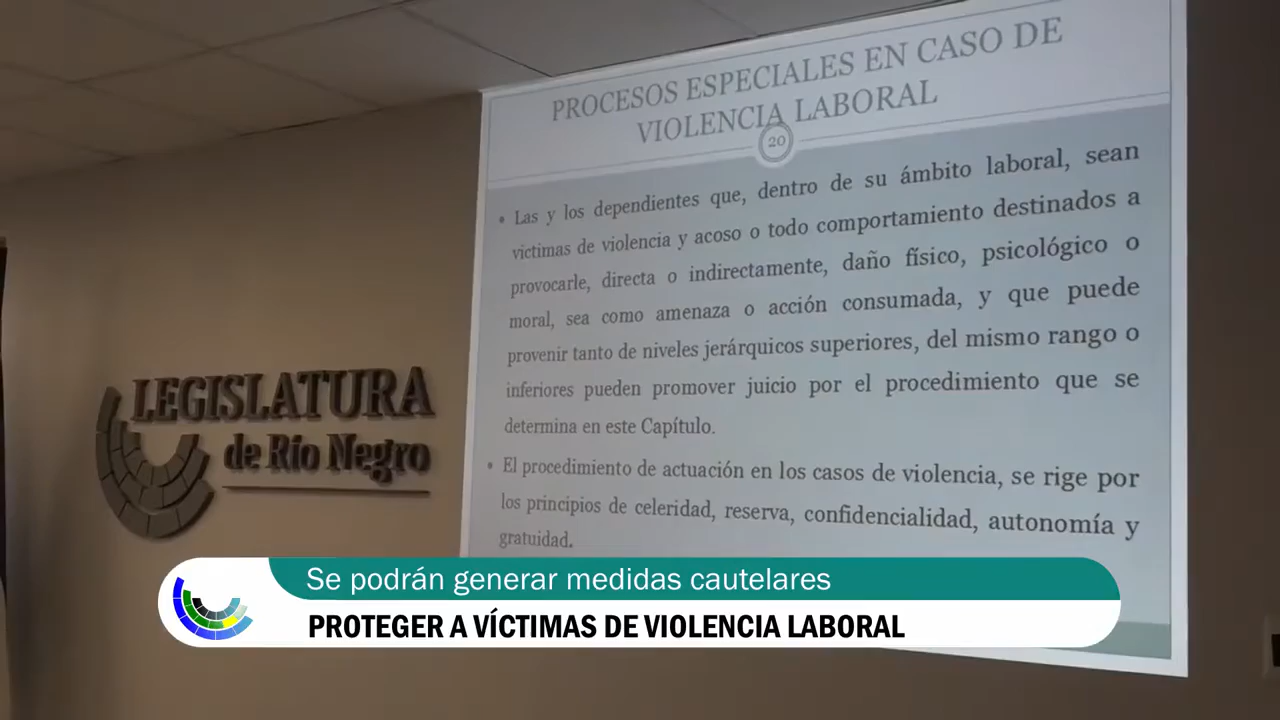 PROCESOS ESPECIALES EN CASO DE
VIOLENCIA LABORAL
20
• Las y los dependientes que, dentro de su ámbito laboral, sean
victimas de violencia y acoso o todo comportamiento destinados a
provocarle, directa o indirectamente, daño físico, psicológico o
moral, sea como amenaza o acción consumada, y que puede
provenir tanto de niveles jerárquicos superiores, del mismo rango o
inferiores pueden promover juicio por el procedimiento que se
determina en este Capítulo.
• El procedimiento de actuación en los casos de violencia, se rige por
los principios de celeridad, reserva, confidencialidad, autonomía y
gratuidad.
LEGISLATURA
de Río Negro
Se podrán generar medidas cautelares
PROTEGER A VÍCTIMAS DE VIOLENCIA LABORAL